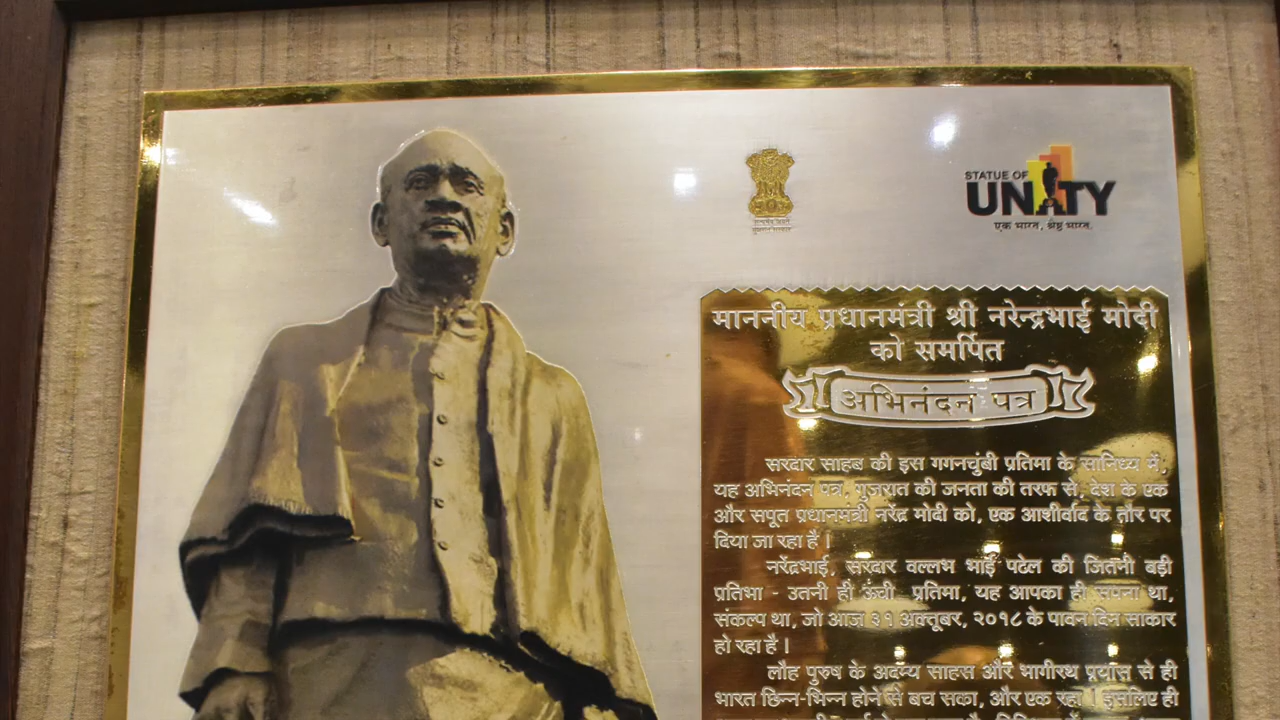 STATUE OF
UNITY
एक भारत, श्रेष्ठ भारत.
माननीय प्रधानमंत्री श्री नरेन्द्रभाई मोदी
को समर्पित
अभिनंदन पत्र
सरदार साहब की इस गगनचुंबी प्रतिमा के सानिध्य में,
यह अभिनंदन पत्र, गुजरात की जनता की तरफ से, देश के एक
और सपूत प्रधानमंत्री नरेंद्र मोदी को, एक आशीर्वाद के तौर पर
दिया जा रहा है ।
नरेंद्रभाई, सरदार वल्लभ भाई पटेल की जितनी बड़ी
प्रतिभा - उतनी ही ऊंची प्रतिमा, यह आपका ही सपना था,
संकल्प था, जो आज ३१ अक्तूबर, २०१८ के पावन दिन साकार
हो रहा है ।
लौह पुरुष के अदम्य साहस और भागीरथ प्रयास से ही
भारत छिन्न-भिन्न होने से बच सका, और एक रहा । इसलिए ही